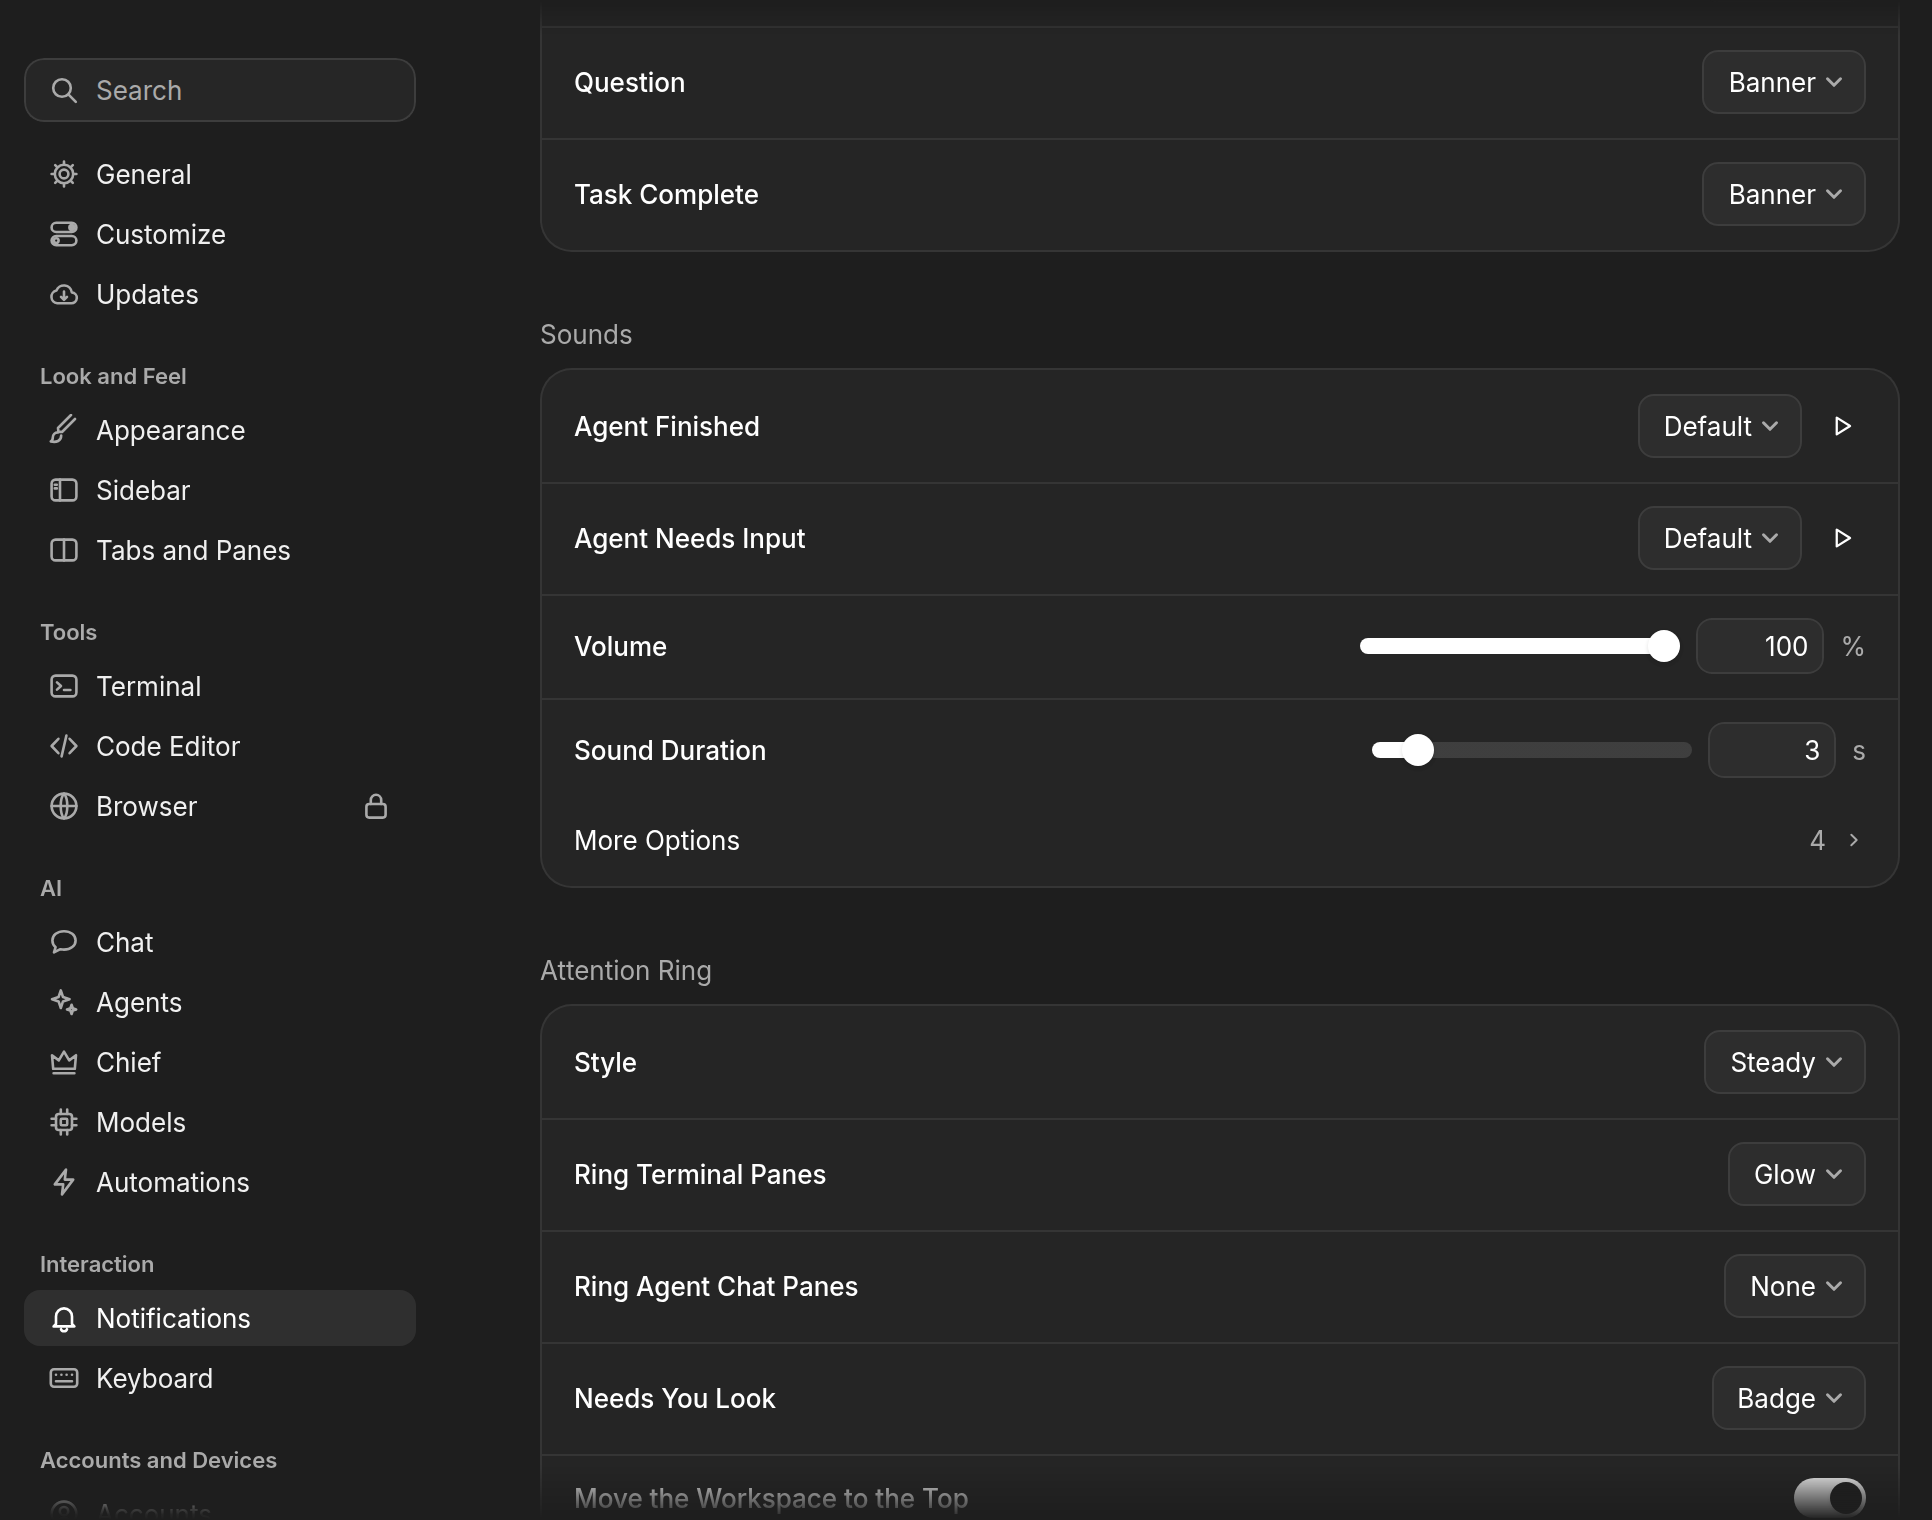 Search
General
Customize
Updates
Look and Feel
Appearance
Sidebar
Tabs and Panes
Tools
Terminal
Code Editor
Browser
AI
Chat
Agents
Chief
Models
Automations
Interaction
Notifications
Keyboard
Accounts and Devices
Accounts
Question Banner
Task Complete Banner
Sounds
Agent Finished Default
Agent Needs Input Default
Volume 100 %
Sound Duration 3 s
More Options 4
Attention Ring
Style Steady
Ring Terminal Panes Glow
Ring Agent Chat Panes None
Needs You Look Badge
Move the Workspace to the Top